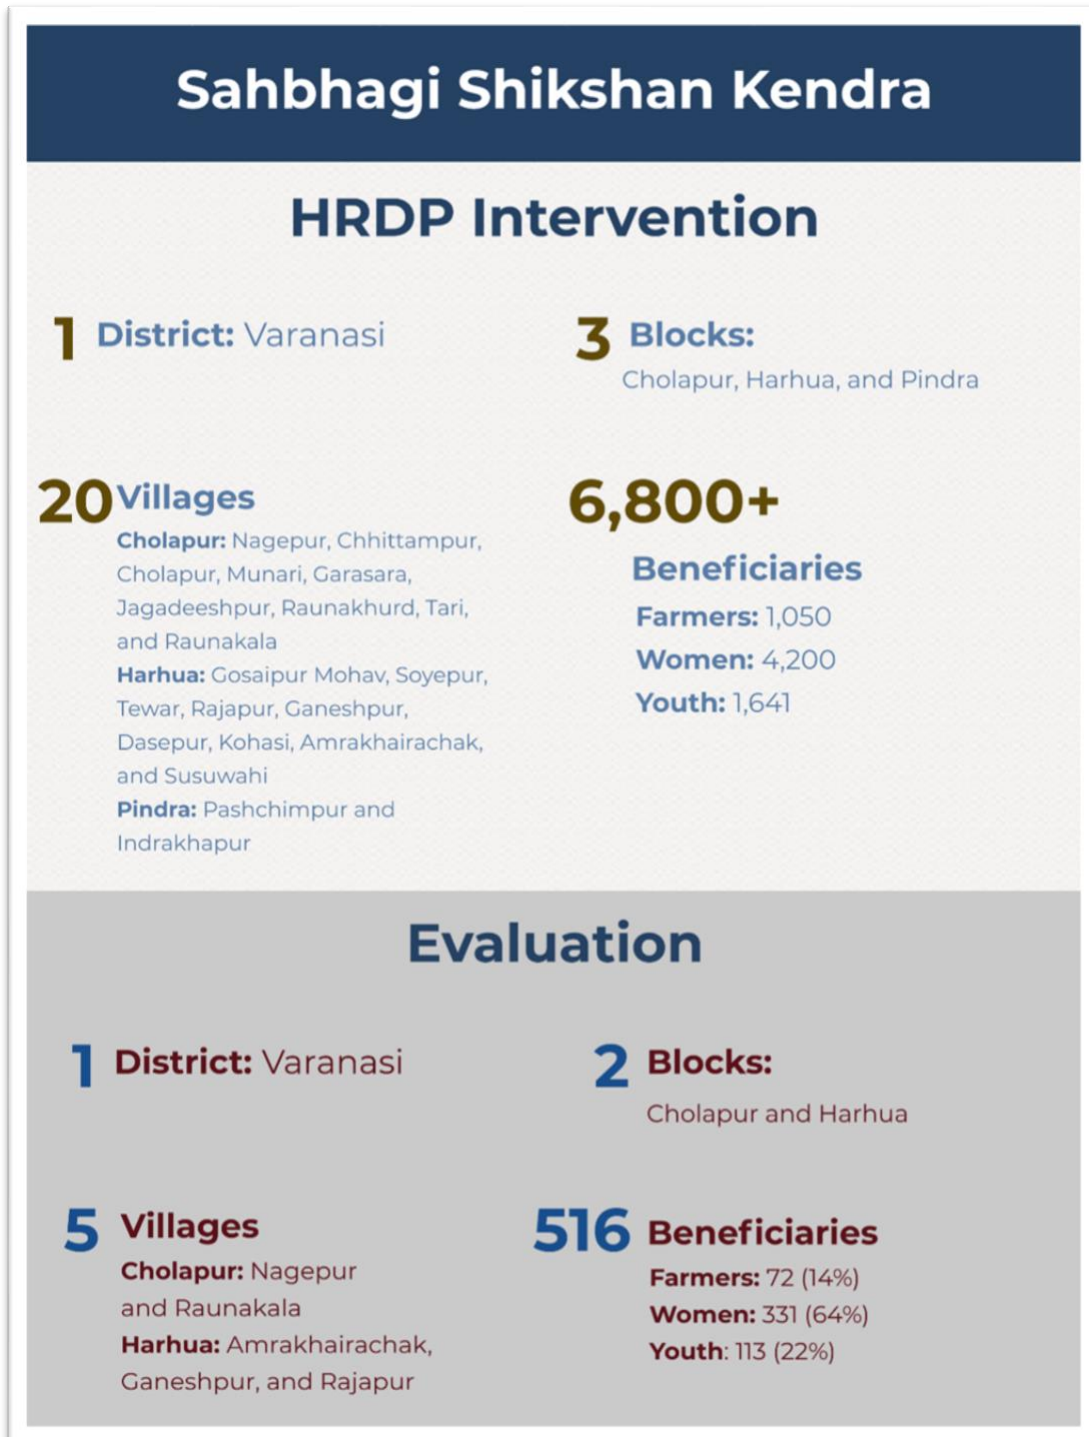 Sahbhagi Shikshan Kendra
HRDP Intervention
1 District: Varanasi
3 Blocks:
Cholapur, Harhua, and Pindra
20 Villages
Cholapur: Nagepur, Chhittampur,
Cholapur, Munari, Garasara,
Jagadeeshpur, Raunakhurd, Tari,
and Raunakala
Harhua: Gosaipur Mohav, Soyepur,
Tewar, Rajapur, Ganeshpur,
Dasepur, Kohasi, Amrakhairachak,
and Susuwahi
Pindra: Pashchimpur and
Indrakhapur
6,800+
Beneficiaries
Farmers: 1,050
Women: 4,200
Youth: 1,641
Evaluation
1 District: Varanasi
2 Blocks:
Cholapur and Harhua
5 Villages
Cholapur: Nagepur
and Raunakala
Harhua: Amrakhairachak,
Ganeshpur, and Rajapur
516 Beneficiaries
Farmers: 72 (14%)
Women: 331 (64%)
Youth: 113 (22%)